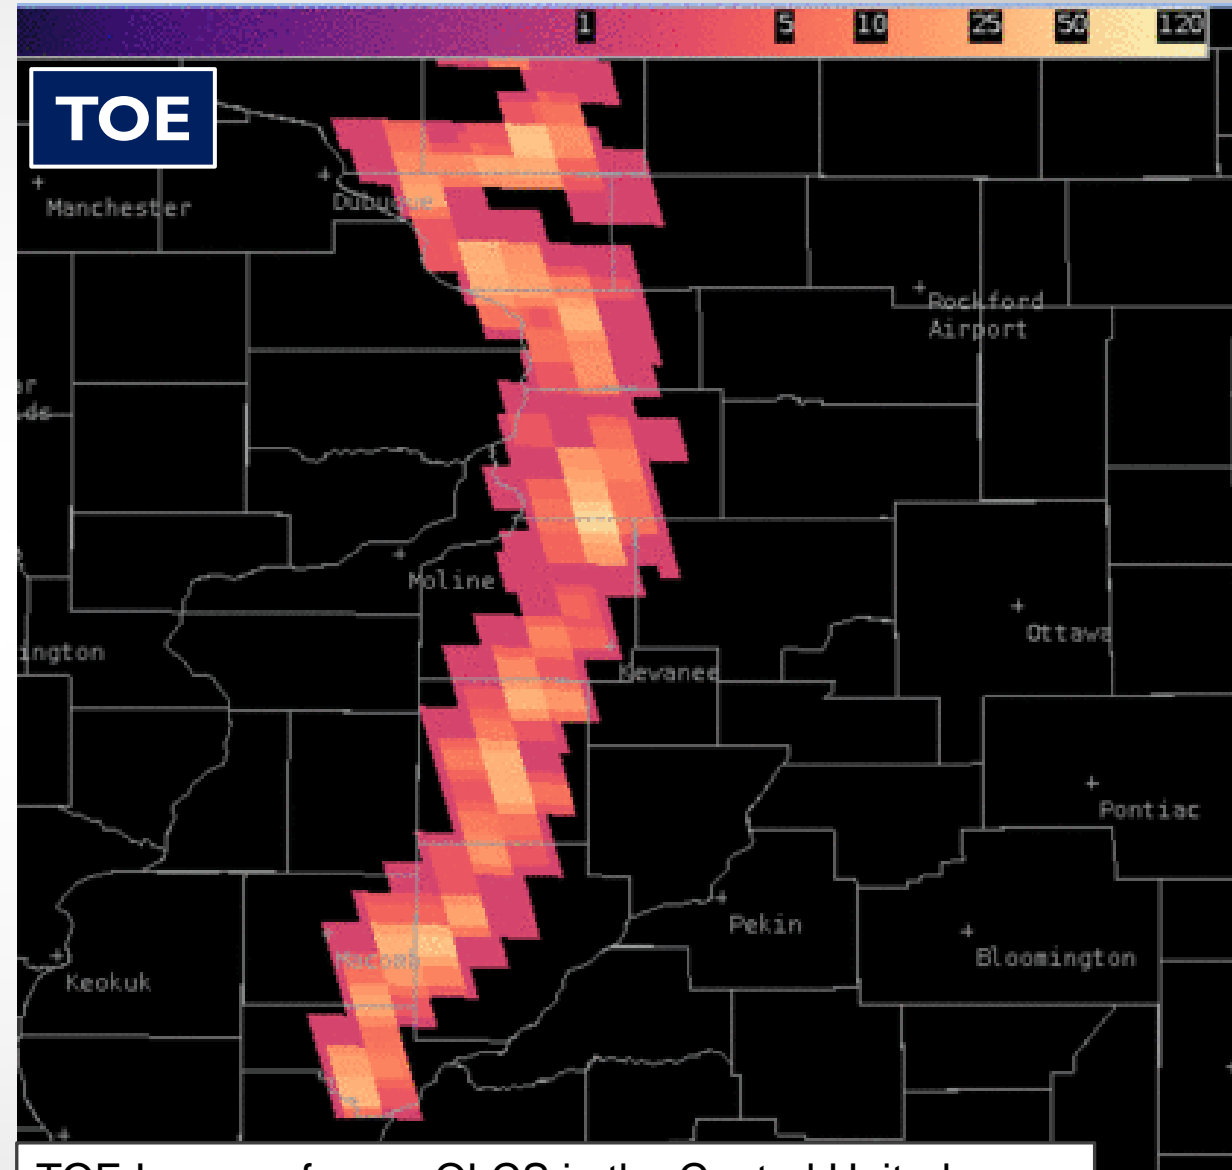 1 5 10 25 50 120
TOE
Manchester
Dubuque
Rockford
Airport
Moline
Ottawa
ington
Kewanee
Pontiac
Pekin
Macomb
Bloomington
Keokuk